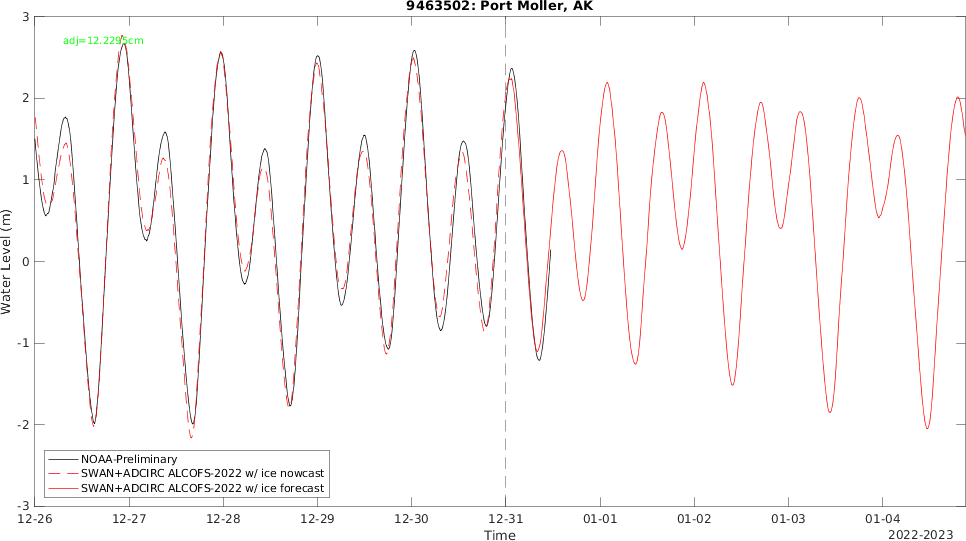 9463502: Port Moller, AK
adj=12.2295cm
Water Level (m)
3
2
1
0
-1
-2
-3
NOAA-Preliminary
SWAN+ADCIRC ALCOFS-2022 w/ ice nowcast
SWAN+ADCIRC ALCOFS-2022 w/ ice forecast
12-26 12-27 12-28 12-29 12-30 12-31 01-01 01-02 01-03 01-04
Time
2022-2023